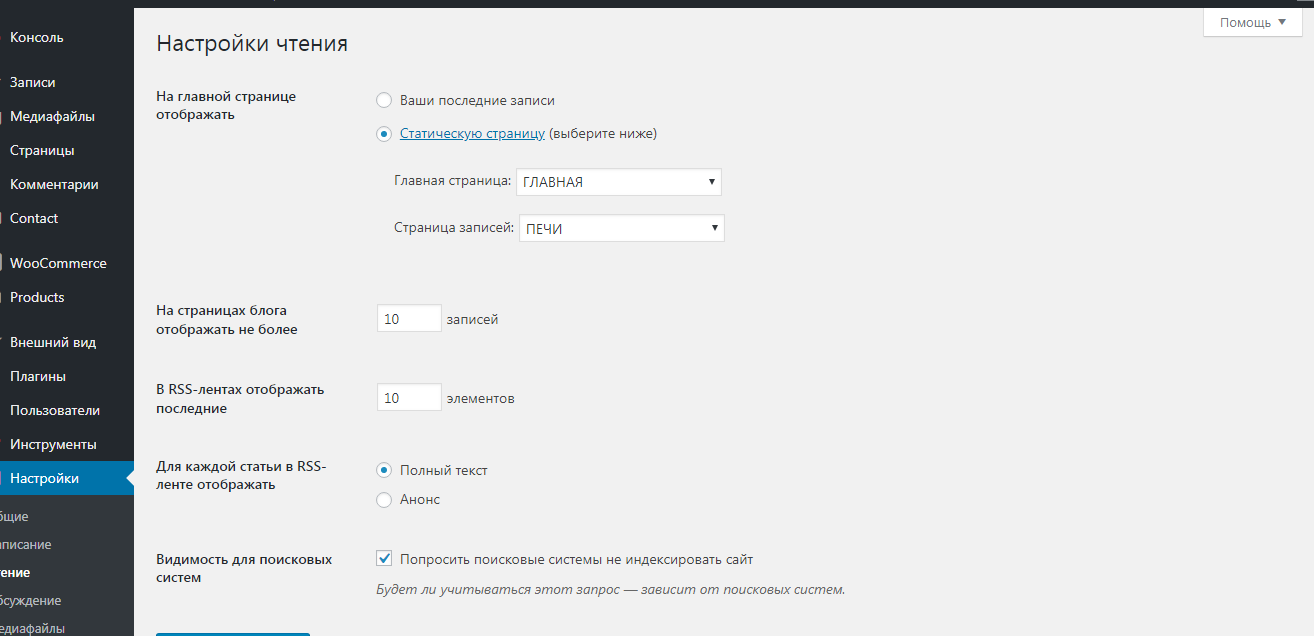 Помощь
Консоль
Записи
Медиафайлы
Страницы
Комментарии
Contact
WooCommerce
Products
Внешний вид
Плагины
Пользователи
Инструменты
Настройки
бщие
писание
ение
бсуждение
едиафайлы
Настройки чтения
На главной странице
отображать
Ваши последние записи
Статическую страницу (выберите ниже)
Главная страница: ГЛАВНАЯ
Страница записей: ПЕЧИ
На страницах блога
отображать не более
10 записей
В RSS-лентах отображать
последние
10 элементов
Для каждой статьи в RSS-
ленте отображать
Полный текст
Анонс
Видимость для поисковых
систем
Попросить поисковые системы не индексировать сайт
Будет ли учитываться этот запрос — зависит от поисковых систем.